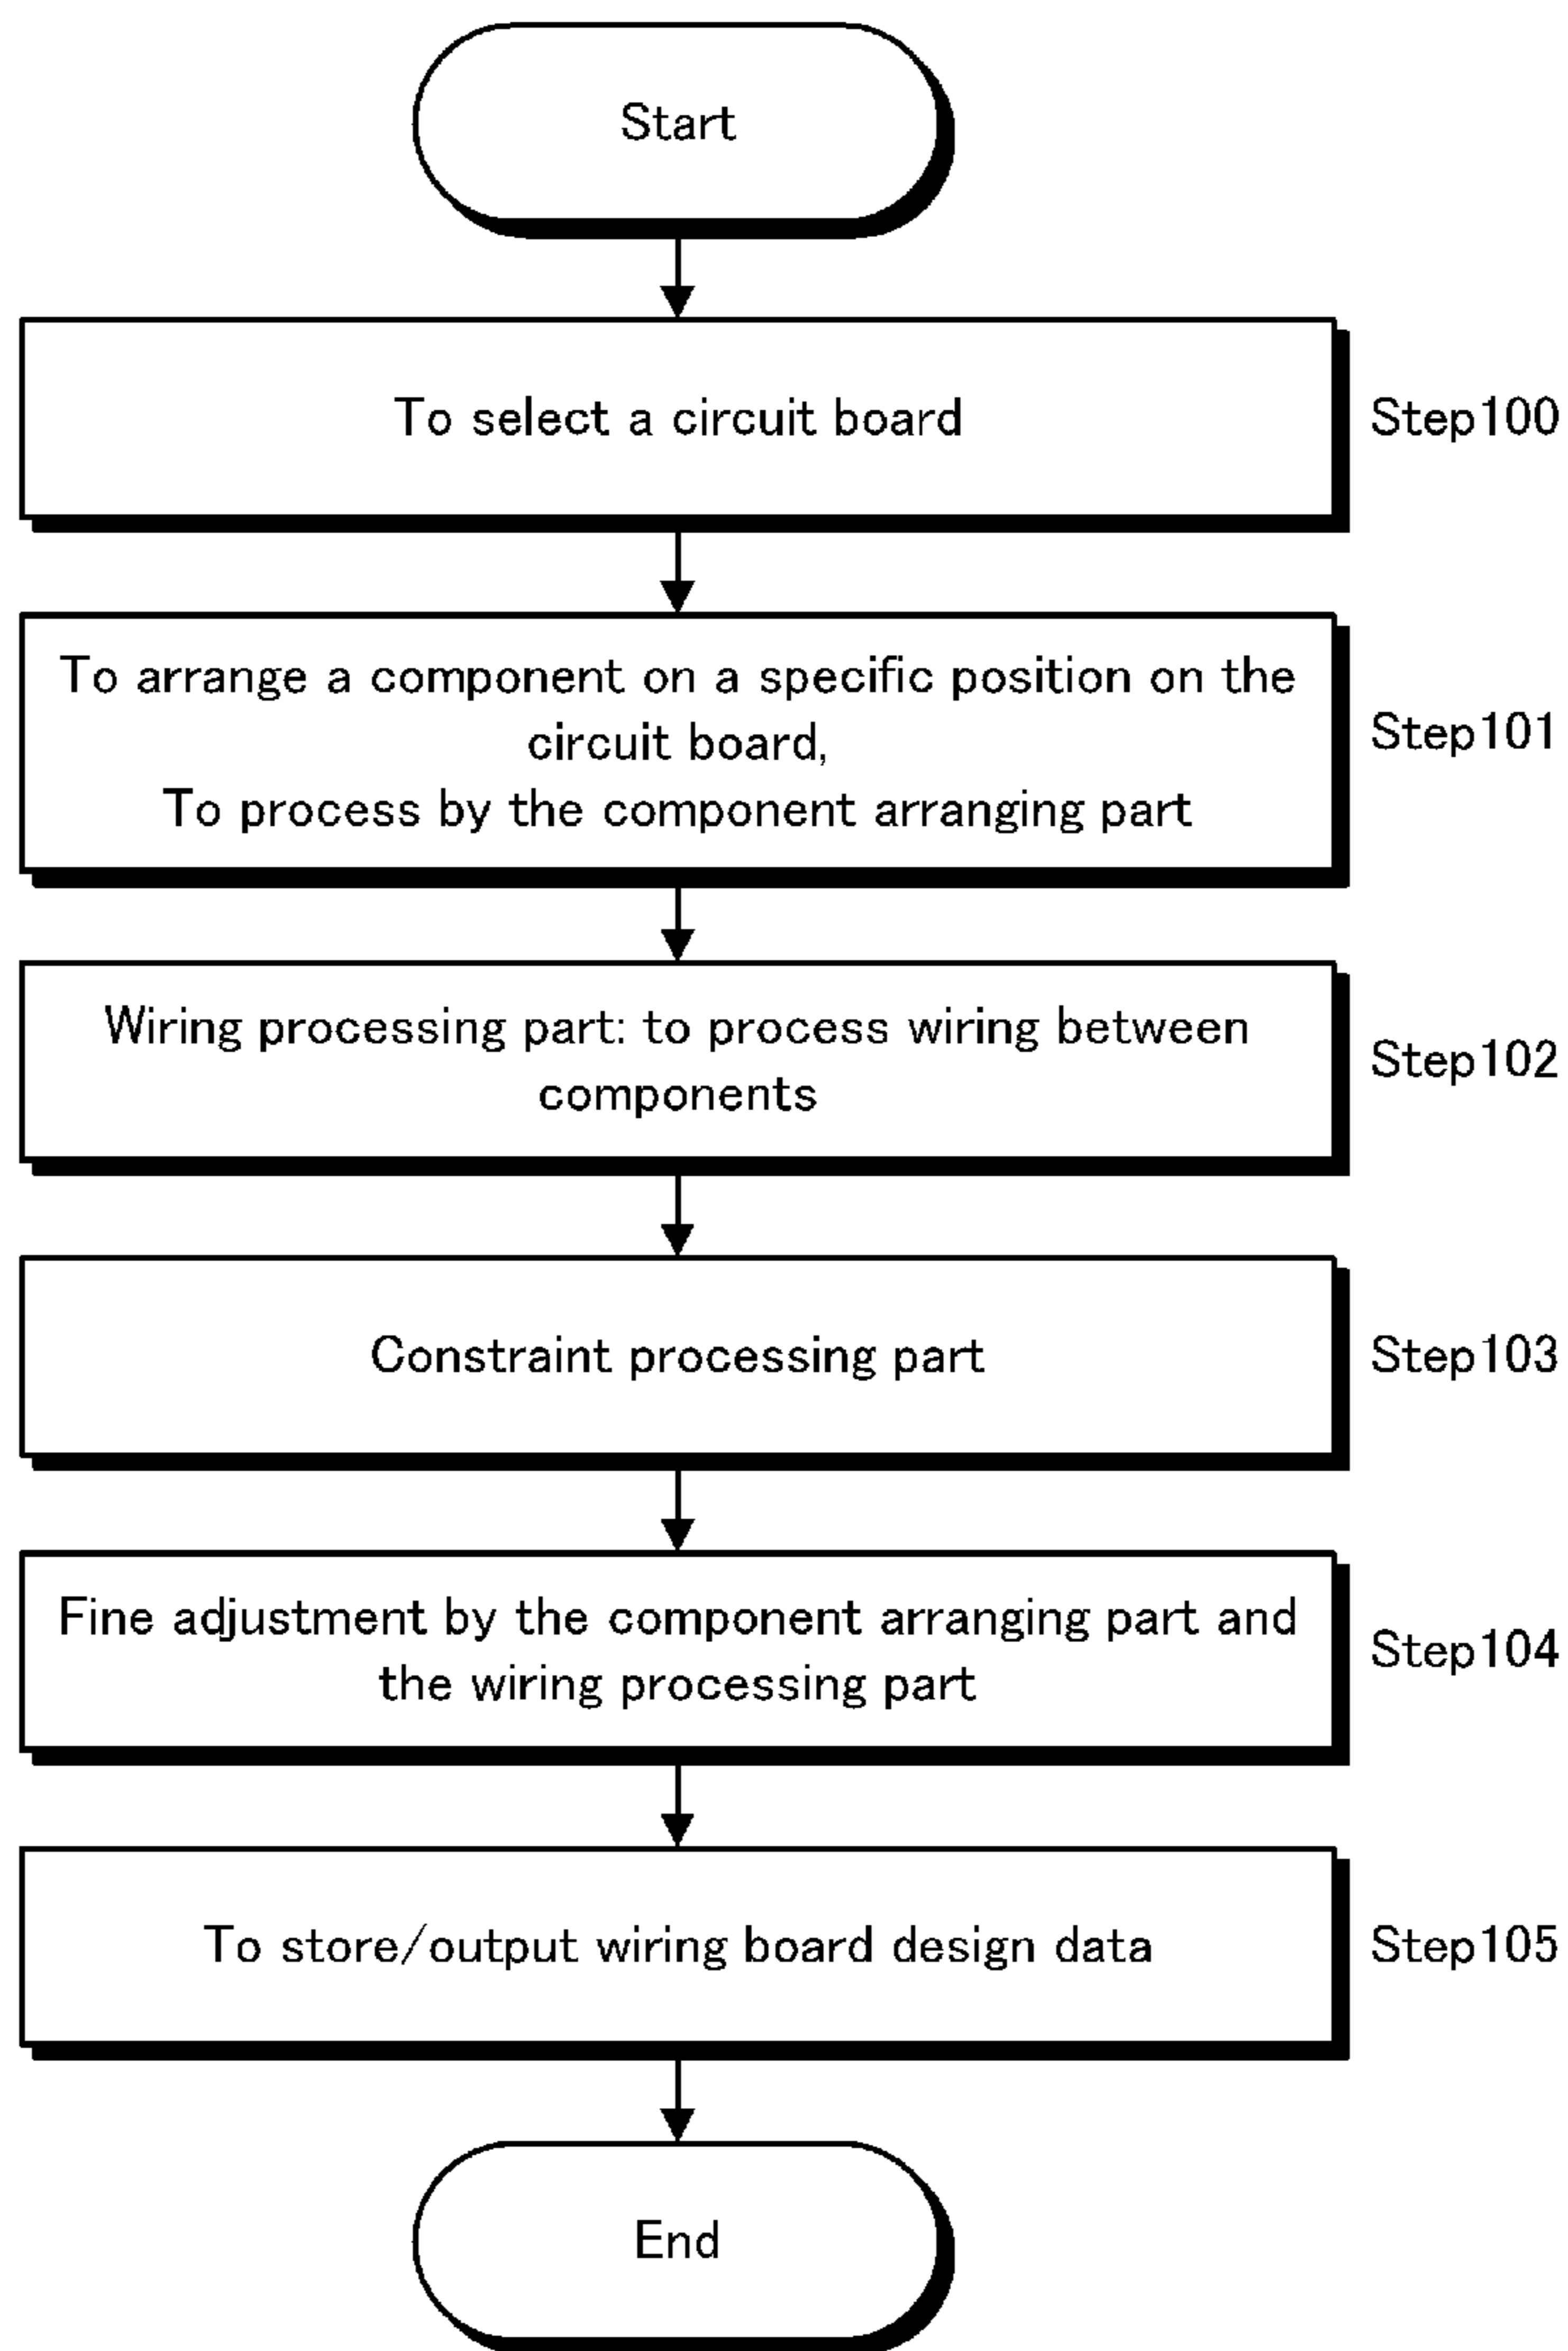 Start
To select a circuit board
Step100
To arrange a component on a specific position on the
circuit board,
To process by the component arranging part
Step101
Wiring processing part: to process wiring between
components
Step102
Constraint processing part
Step103
Fine adjustment by the component arranging part and
the wiring processing part
Step104
To store/output wiring board design data
Step105
End